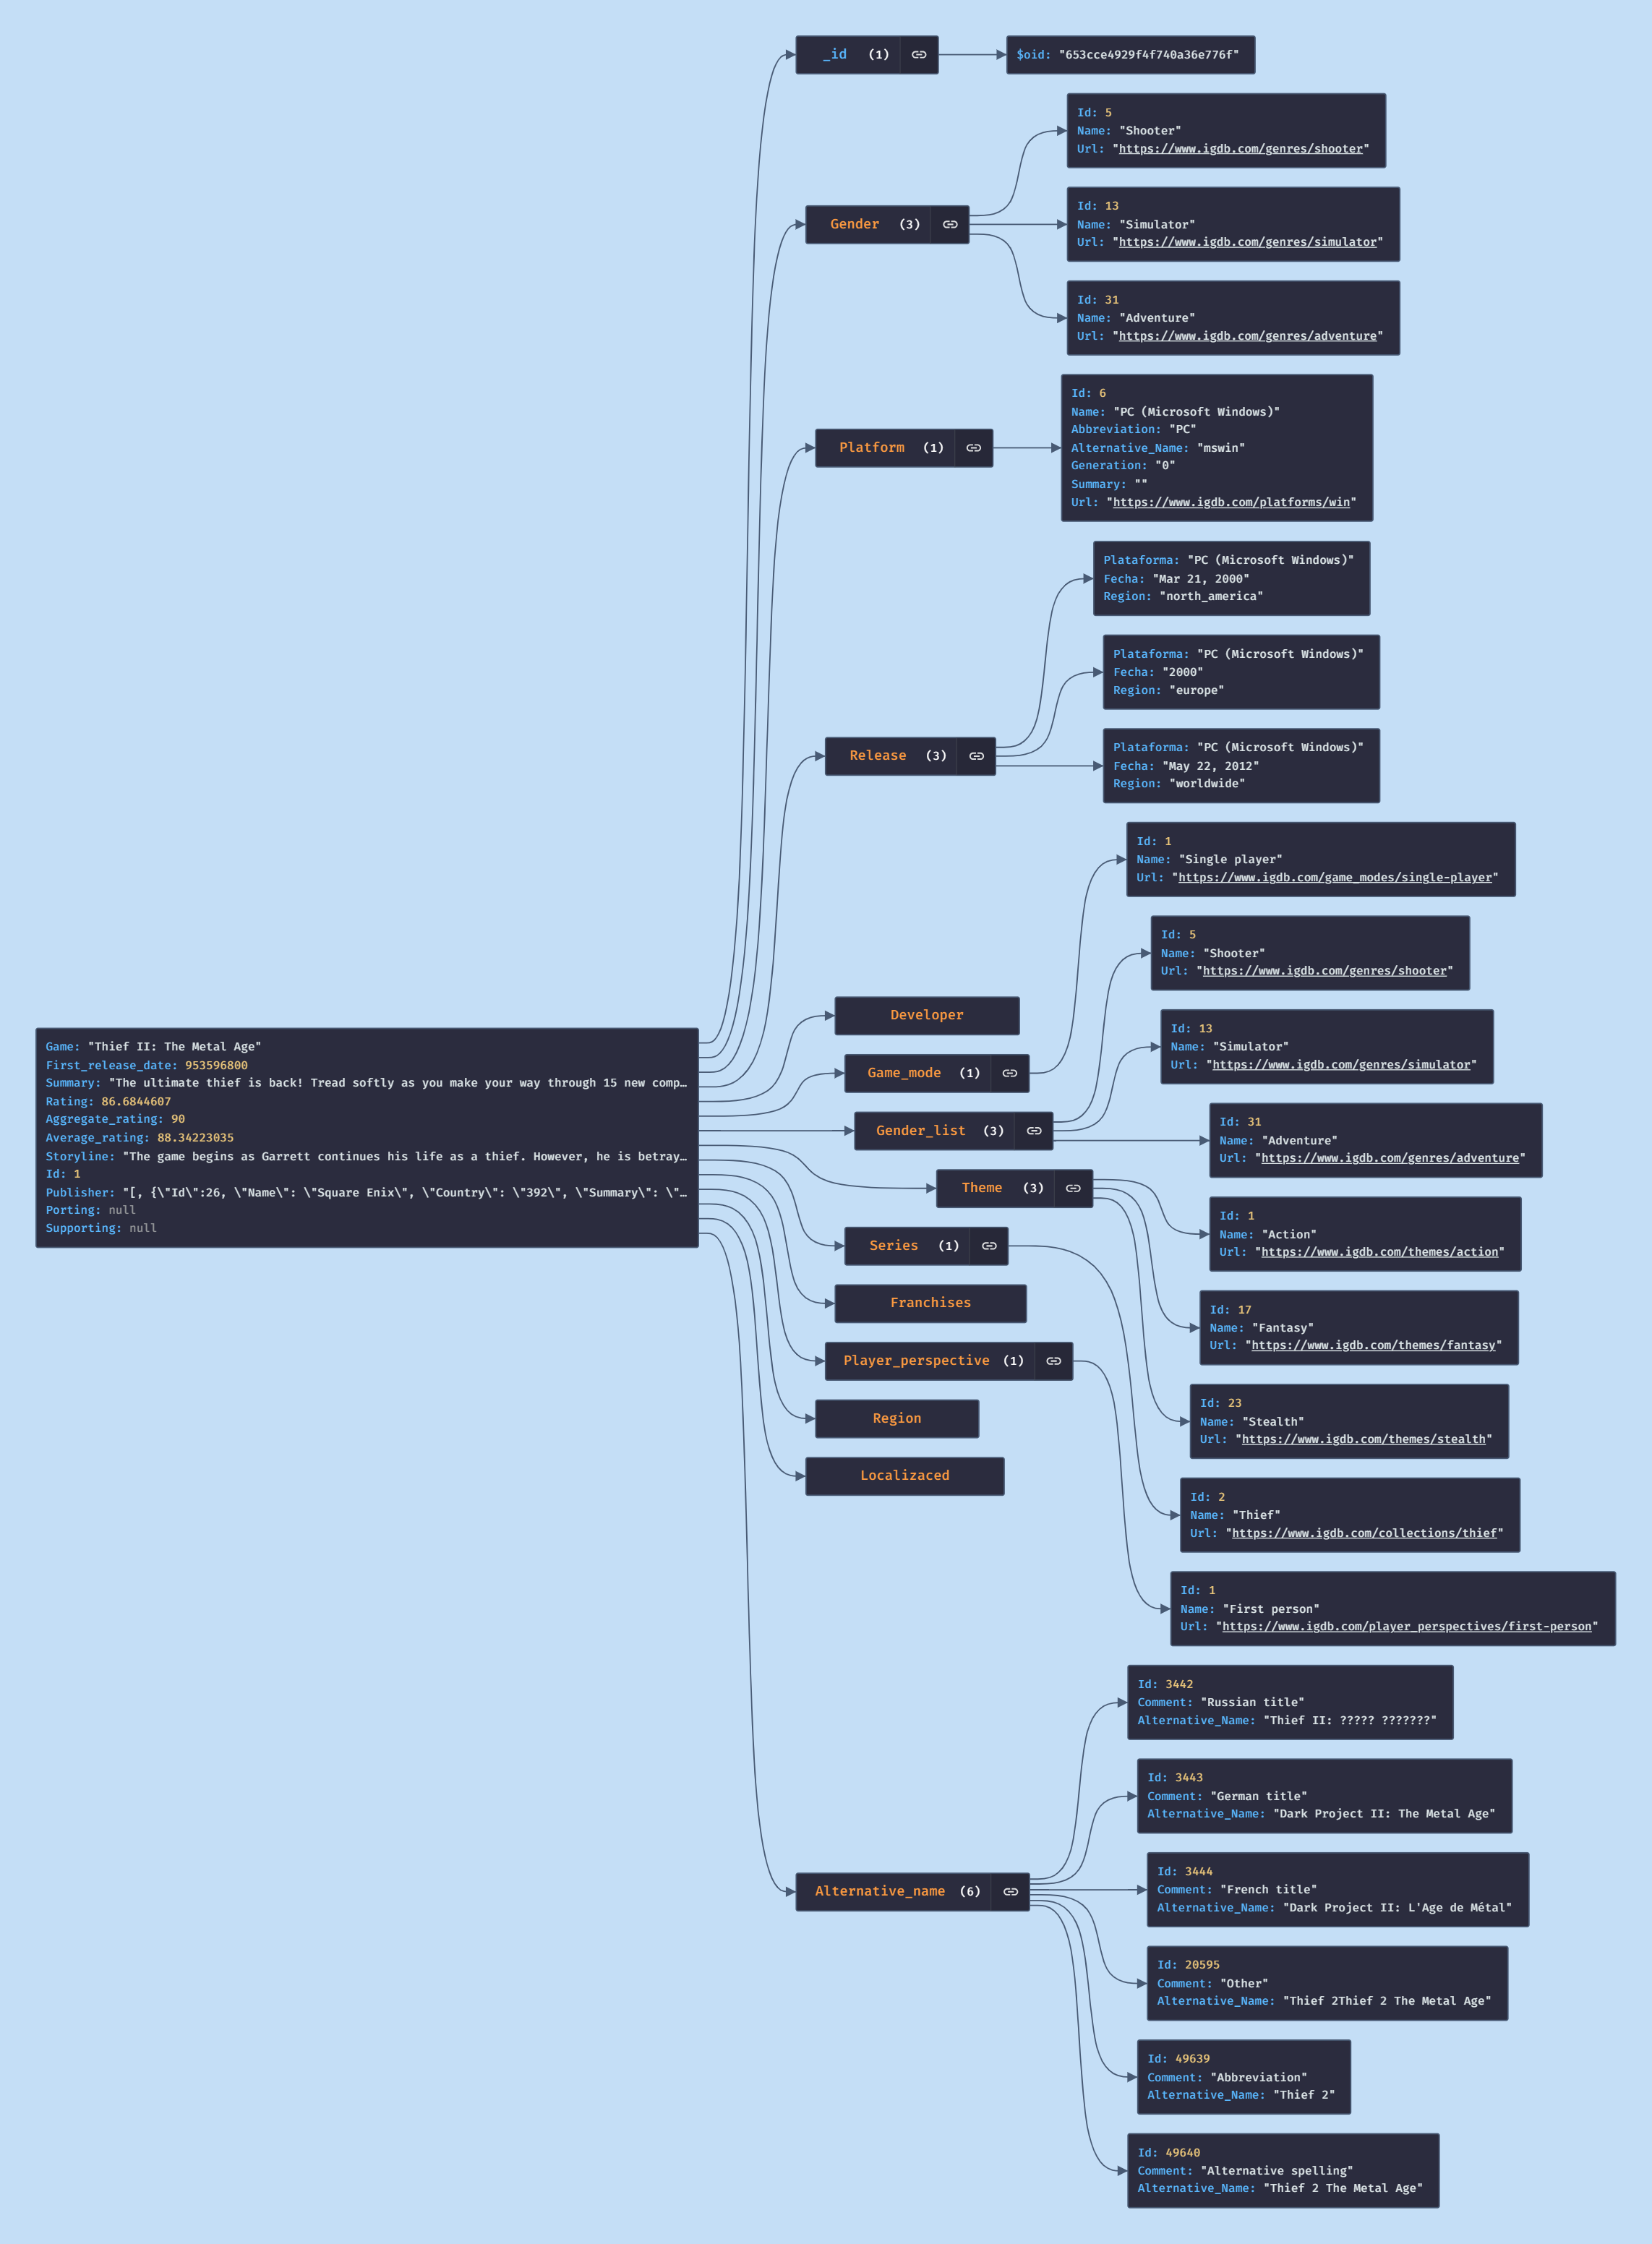 _id (1)
$oid: "653cce4929f4f740a36e776f"
Gender (3)
Id: 5
Name: "Shooter"
Url: "https://www.igdb.com/genres/shooter"
Id: 13
Name: "Simulator"
Url: "https://www.igdb.com/genres/simulator"
Id: 31
Name: "Adventure"
Url: "https://www.igdb.com/genres/adventure"
Platform (1)
Id: 6
Name: "PC (Microsoft Windows)"
Abbreviation: "PC"
Alternative_Name: "mswin"
Generation: "0"
Summary: ""
Url: "https://www.igdb.com/platforms/win"
Release (3)
Plataforma: "PC (Microsoft Windows)"
Fecha: "Mar 21, 2000"
Region: "north_america"
Plataforma: "PC (Microsoft Windows)"
Fecha: "2000"
Region: "europe"
Plataforma: "PC (Microsoft Windows)"
Fecha: "May 22, 2012"
Region: "worldwide"
Game: "Thief II: The Metal Age"
First_release_date: 953596800
Summary: "The ultimate thief is back! Tread softly as you make your way through 15 new comp…
Rating: 86.6844607
Aggregate_rating: 90
Average_rating: 88.34223035
Storyline: "The game begins as Garrett continues his life as a thief. However, he is betray…
Id: 1
Publisher: "[, {\"Id\":26, \"Name\": \"Square Enix\", \"Country\": \"392\", \"Summary\": \"…
Porting: null
Supporting: null
Developer
Game_mode (1)
Id: 1
Name: "Single player"
Url: "https://www.igdb.com/game_modes/single-player"
Gender_list (3)
Id: 5
Name: "Shooter"
Url: "https://www.igdb.com/genres/shooter"
Id: 13
Name: "Simulator"
Url: "https://www.igdb.com/genres/simulator"
Id: 31
Name: "Adventure"
Url: "https://www.igdb.com/genres/adventure"
Theme (3)
Id: 1
Name: "Action"
Url: "https://www.igdb.com/themes/action"
Id: 17
Name: "Fantasy"
Url: "https://www.igdb.com/themes/fantasy"
Id: 23
Name: "Stealth"
Url: "https://www.igdb.com/themes/stealth"
Series (1)
Id: 2
Name: "Thief"
Url: "https://www.igdb.com/collections/thief"
Franchises
Player_perspective (1)
Id: 1
Name: "First person"
Url: "https://www.igdb.com/player_perspectives/first-person"
Region
Localizaced
Alternative_name (6)
Id: 3442
Comment: "Russian title"
Alternative_Name: "Thief II: ????? ???????"
Id: 3443
Comment: "German title"
Alternative_Name: "Dark Project II: The Metal Age"
Id: 3444
Comment: "French title"
Alternative_Name: "Dark Project II: L'Age de Métal"
Id: 20595
Comment: "Other"
Alternative_Name: "Thief 2Thief 2 The Metal Age"
Id: 49639
Comment: "Abbreviation"
Alternative_Name: "Thief 2"
Id: 49640
Comment: "Alternative spelling"
Alternative_Name: "Thief 2 The Metal Age"